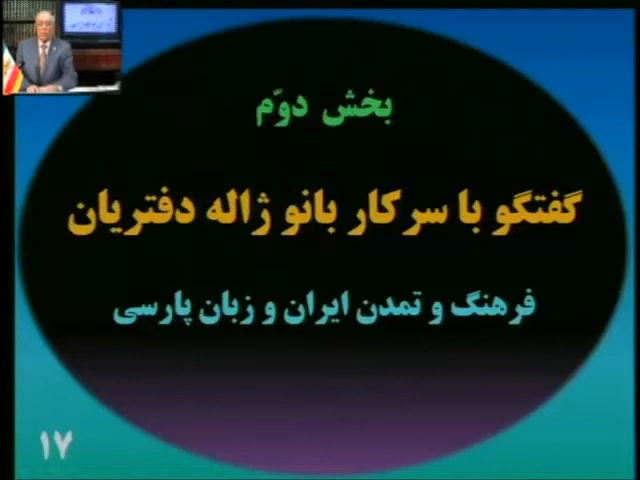 بخش دوّم
گفتگو با سرکار بانو ژاله دفتریان
فرهنگ و تمدن ایران و زبان پارسی
۱۷